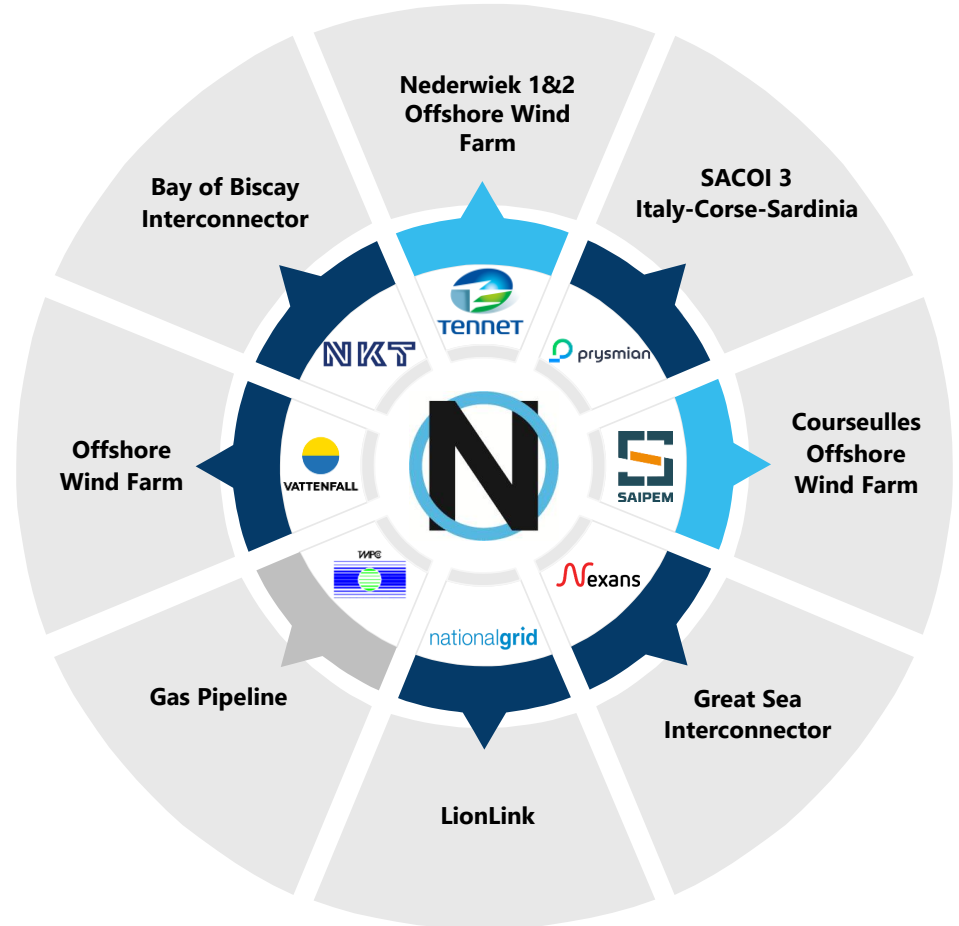 Nederwiek 1&2
Offshore Wind
Farm
SACOI 3
Italy-Corse-Sardinia
Courseulles
Offshore
Wind Farm
Great Sea
Interconnector
LionLink
Gas Pipeline
Offshore
Wind Farm
Bay of Biscay
Interconnector
TenneT
prysmian
SAIPEM
Nexans
nationalgrid
VATTENFALL
NKT
N